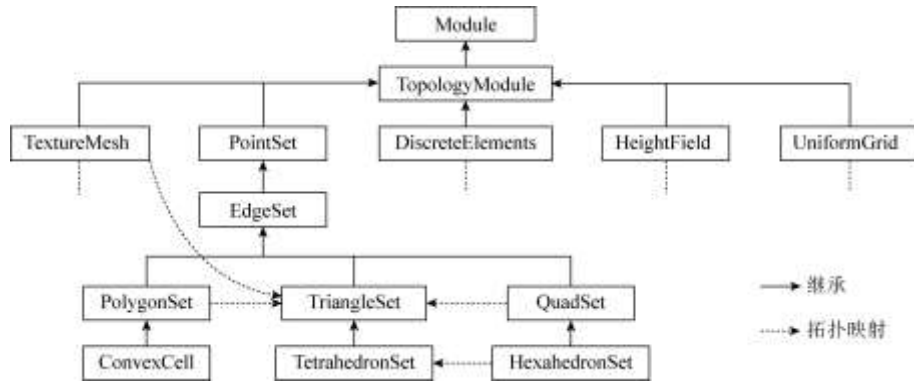 Module
TopologyModule
TextureMesh
PointSet
DiscreteElements
HeightField
UniformGrid
EdgeSet
PolygonSet
TriangleSet
QuadSet
继承
拓扑映射
ConvexCell
TetrahedronSet
HexahedronSet